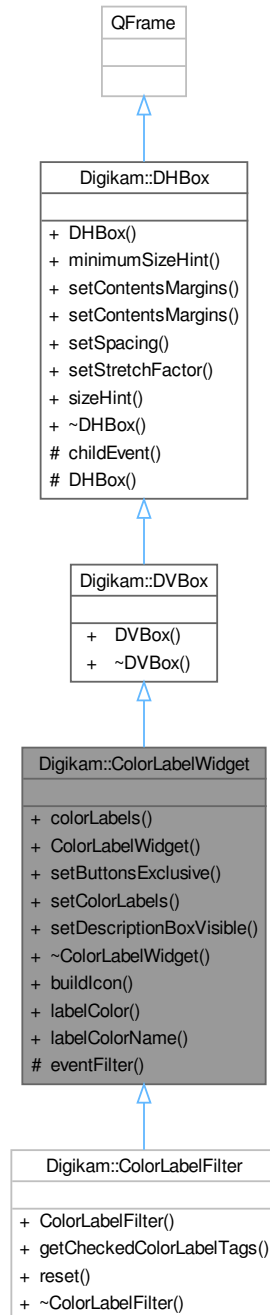 QFrame
Digikam::DHBox
+ DHBox()
+ minimumSizeHint()
+ setContentsMargins()
+ setContentsMargins()
+ setSpacing()
+ setStretchFactor()
+ sizeHint()
+ ~DHBox()
# childEvent()
# DHBox()
Digikam::DVBox
+ DVBox()
+ ~DVBox()
Digikam::ColorLabelWidget
+ colorLabels()
+ ColorLabelWidget()
+ setButtonsExclusive()
+ setColorLabels()
+ setDescriptionBoxVisible()
+ ~ColorLabelWidget()
+ buildIcon()
+ labelColor()
+ labelColorName()
# eventFilter()
Digikam::ColorLabelFilter
+ ColorLabelFilter()
+ getCheckedColorLabelTags()
+ reset()
+ ~ColorLabelFilter()